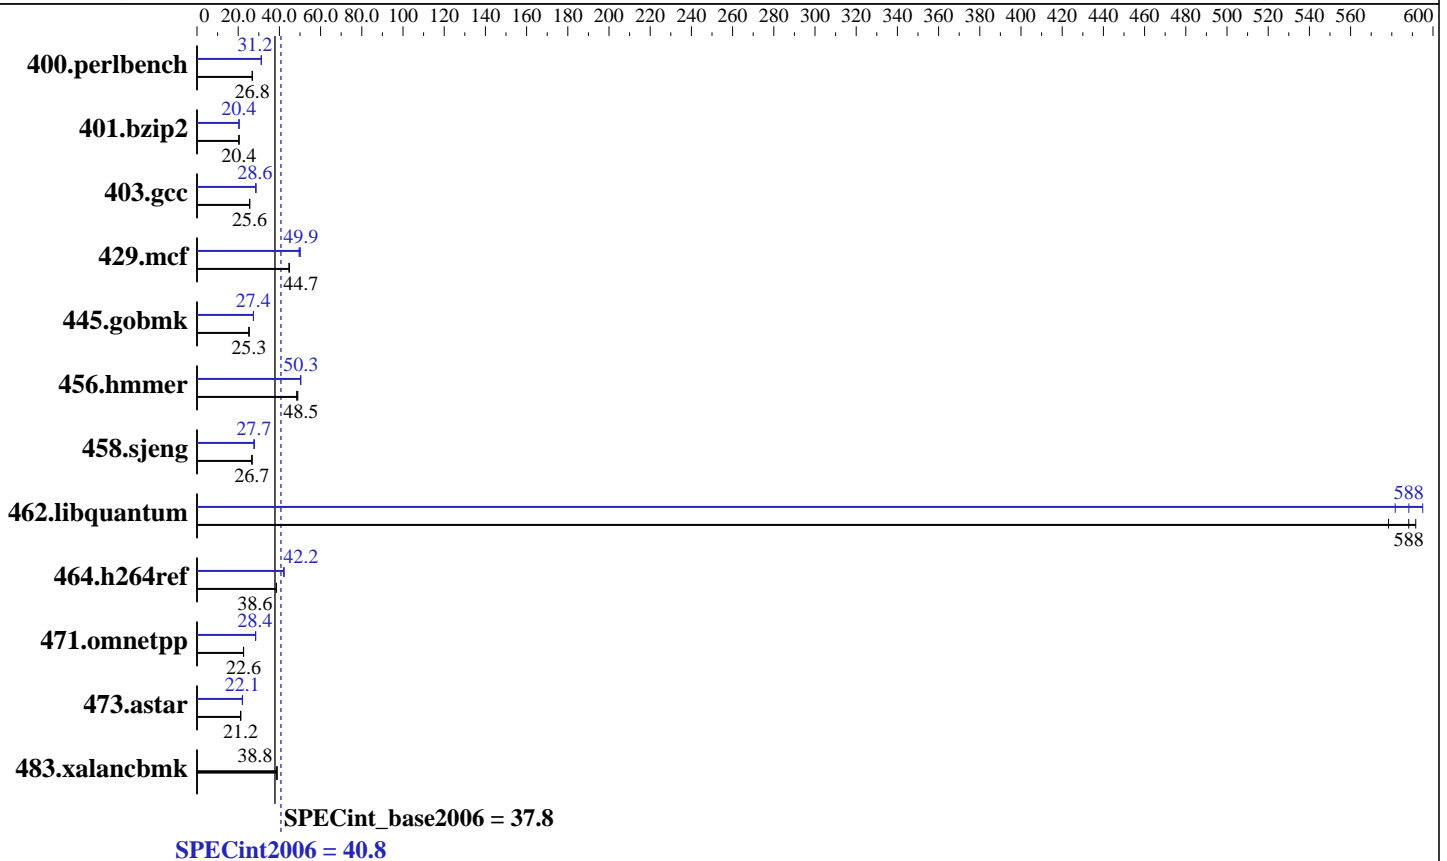 0 20.0 40.0 60.0 80.0 100 120 140 160 180 200 220 240 260 280 300 320 340 360 380 400 420 440 460 480 500 520 540 560 600
31.2
400.perlbench
26.8
20.4
401.bzip2
20.4
28.6
403.gcc
25.6
49.9
429.mcf
44.7
27.4
445.gobmk
25.3
50.3
456.hmmer
48.5
27.7
458.sjeng
26.7
588
462.libquantum
588
42.2
464.h264ref
38.6
28.4
471.omnetpp
22.6
22.1
473.astar
21.2
38.8
483.xalancbmk
SPECint_base2006 = 37.8
SPECint2006 = 40.8